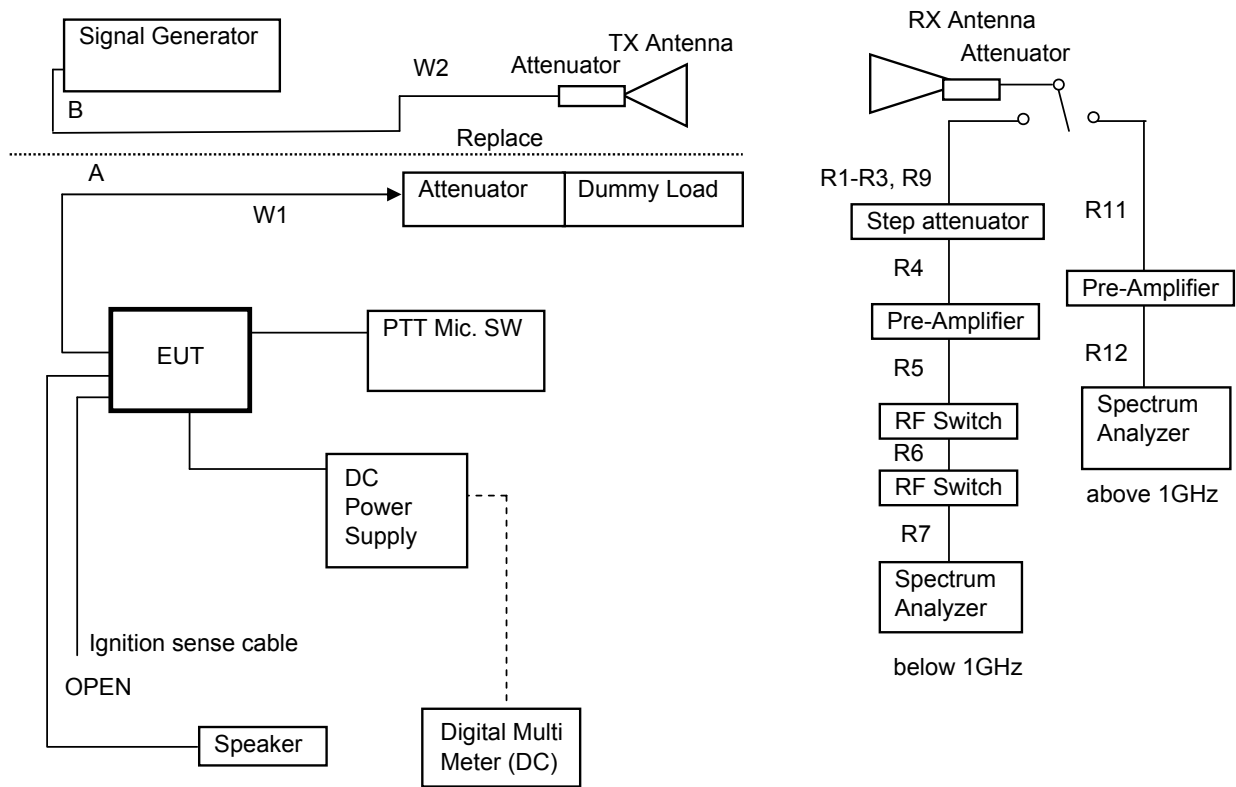 Signal Generator
B
W2
Attenuator
TX Antenna
Replace
A
W1
Attenuator
Dummy Load
EUT
PTT Mic. SW
DC
Power
Supply
Ignition sense cable
OPEN
Speaker
Digital Multi
Meter (DC)
RX Antenna
Attenuator
R1-R3, R9
Step attenuator
R4
Pre-Amplifier
R5
RF Switch
R6
RF Switch
R7
Spectrum
Analyzer
below 1GHz
R11
Pre-Amplifier
R12
Spectrum
Analyzer
above 1GHz